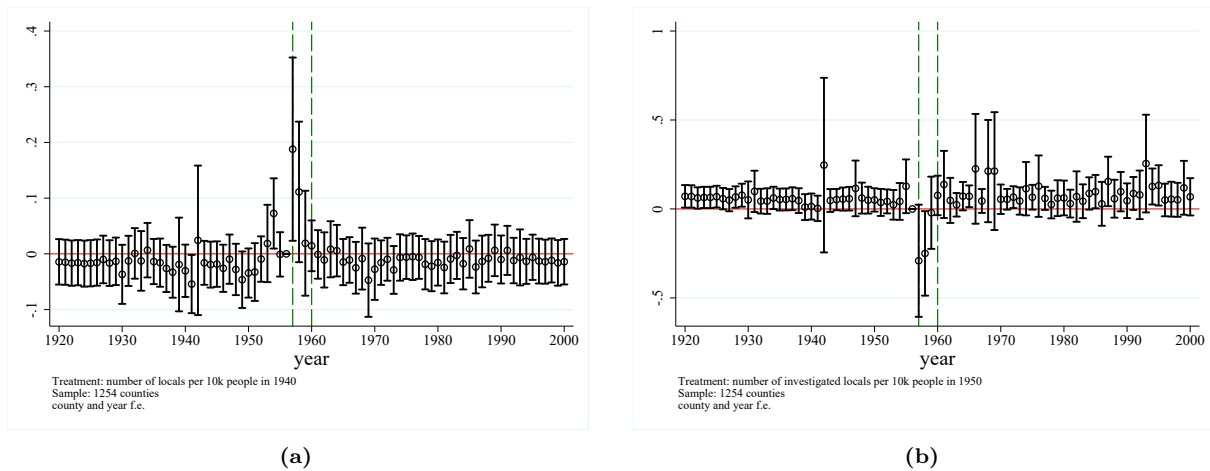 .4
.3
.2
.1
0
-.1
1920 1930 1940 1950 1960 1970 1980 1990 2000
year
Treatment: number of locals per 10k people in 1940
Sample: 1254 counties
county and year f.e.
(a)
1
.5
0
-.5
1920 1930 1940 1950 1960 1970 1980 1990 2000
year
Treatment: number of investigated locals per 10k people in 1950
Sample: 1254 counties
county and year f.e.
(b)